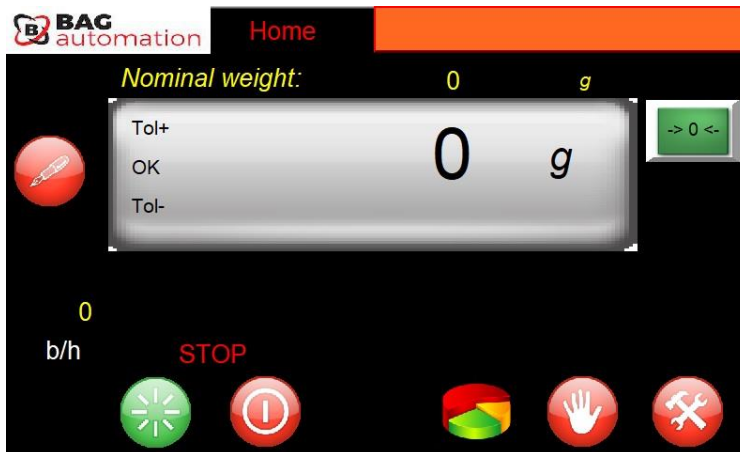 BAG
automation
Home
Nominal weight: 0 g
Tol+
OK
Tol-
0 g
-> 0 <-
0
b/h
STOP